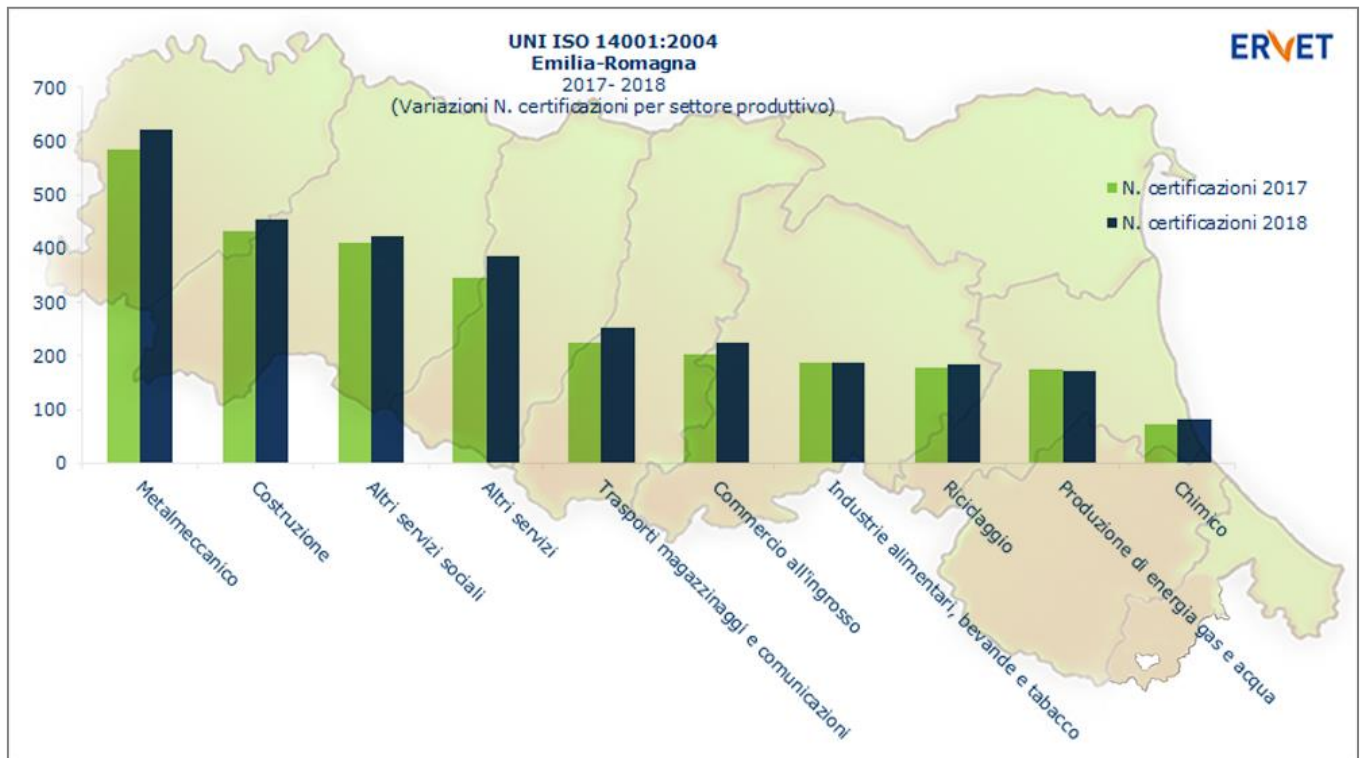 UNI ISO 14001:2004
Emilia-Romagna
2017- 2018
(Variazioni N. certificazioni per settore produttivo)
ERVET
700
600
500
400
300
200
100
0
N. certificazioni 2017
N. certificazioni 2018
Metalmeccanico
Costruzione
Altri servizi sociali
Altri servizi
Trasporti magazzinaggi e comunicazioni
Commercio all'ingrosso
Industrie alimentari, bevande e tabacco
Riciclaggio
Produzione di energia gas e acqua
Chimico